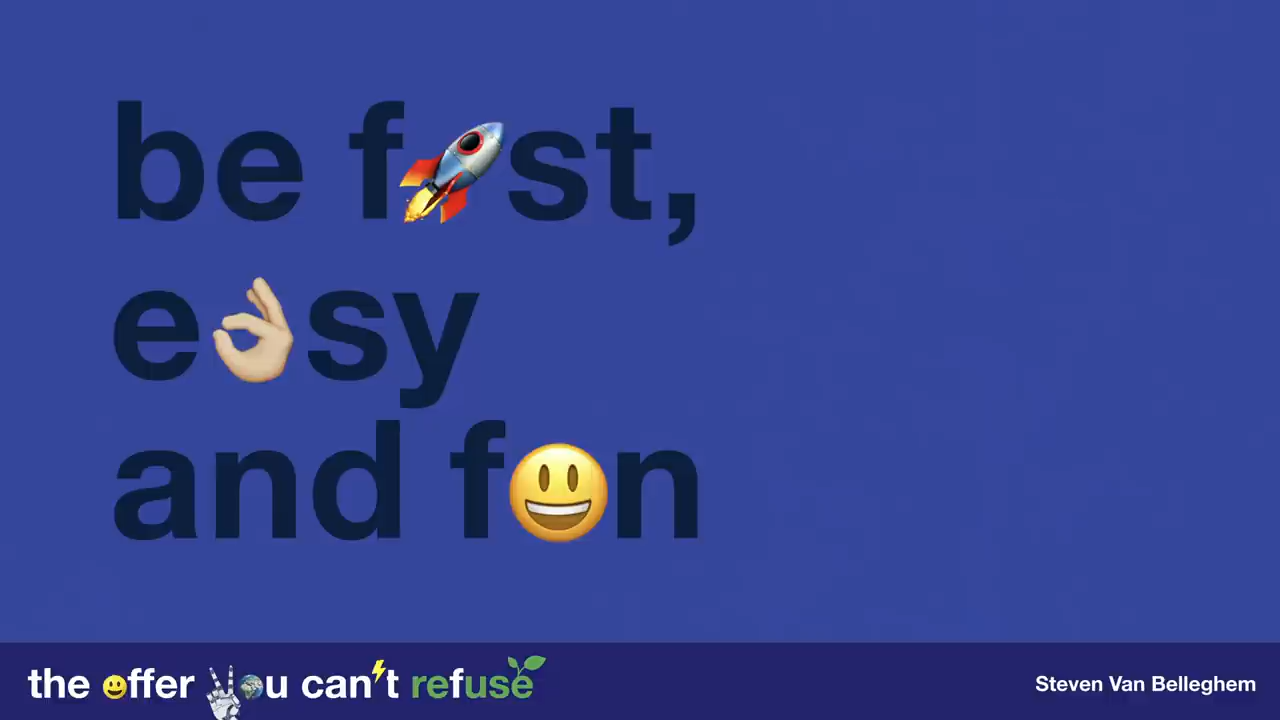 be f🚀st,
e👌🏼sy
and f😃n
the 😃ffer ✌🌍u can⚡t refuse
Steven Van Belleghem